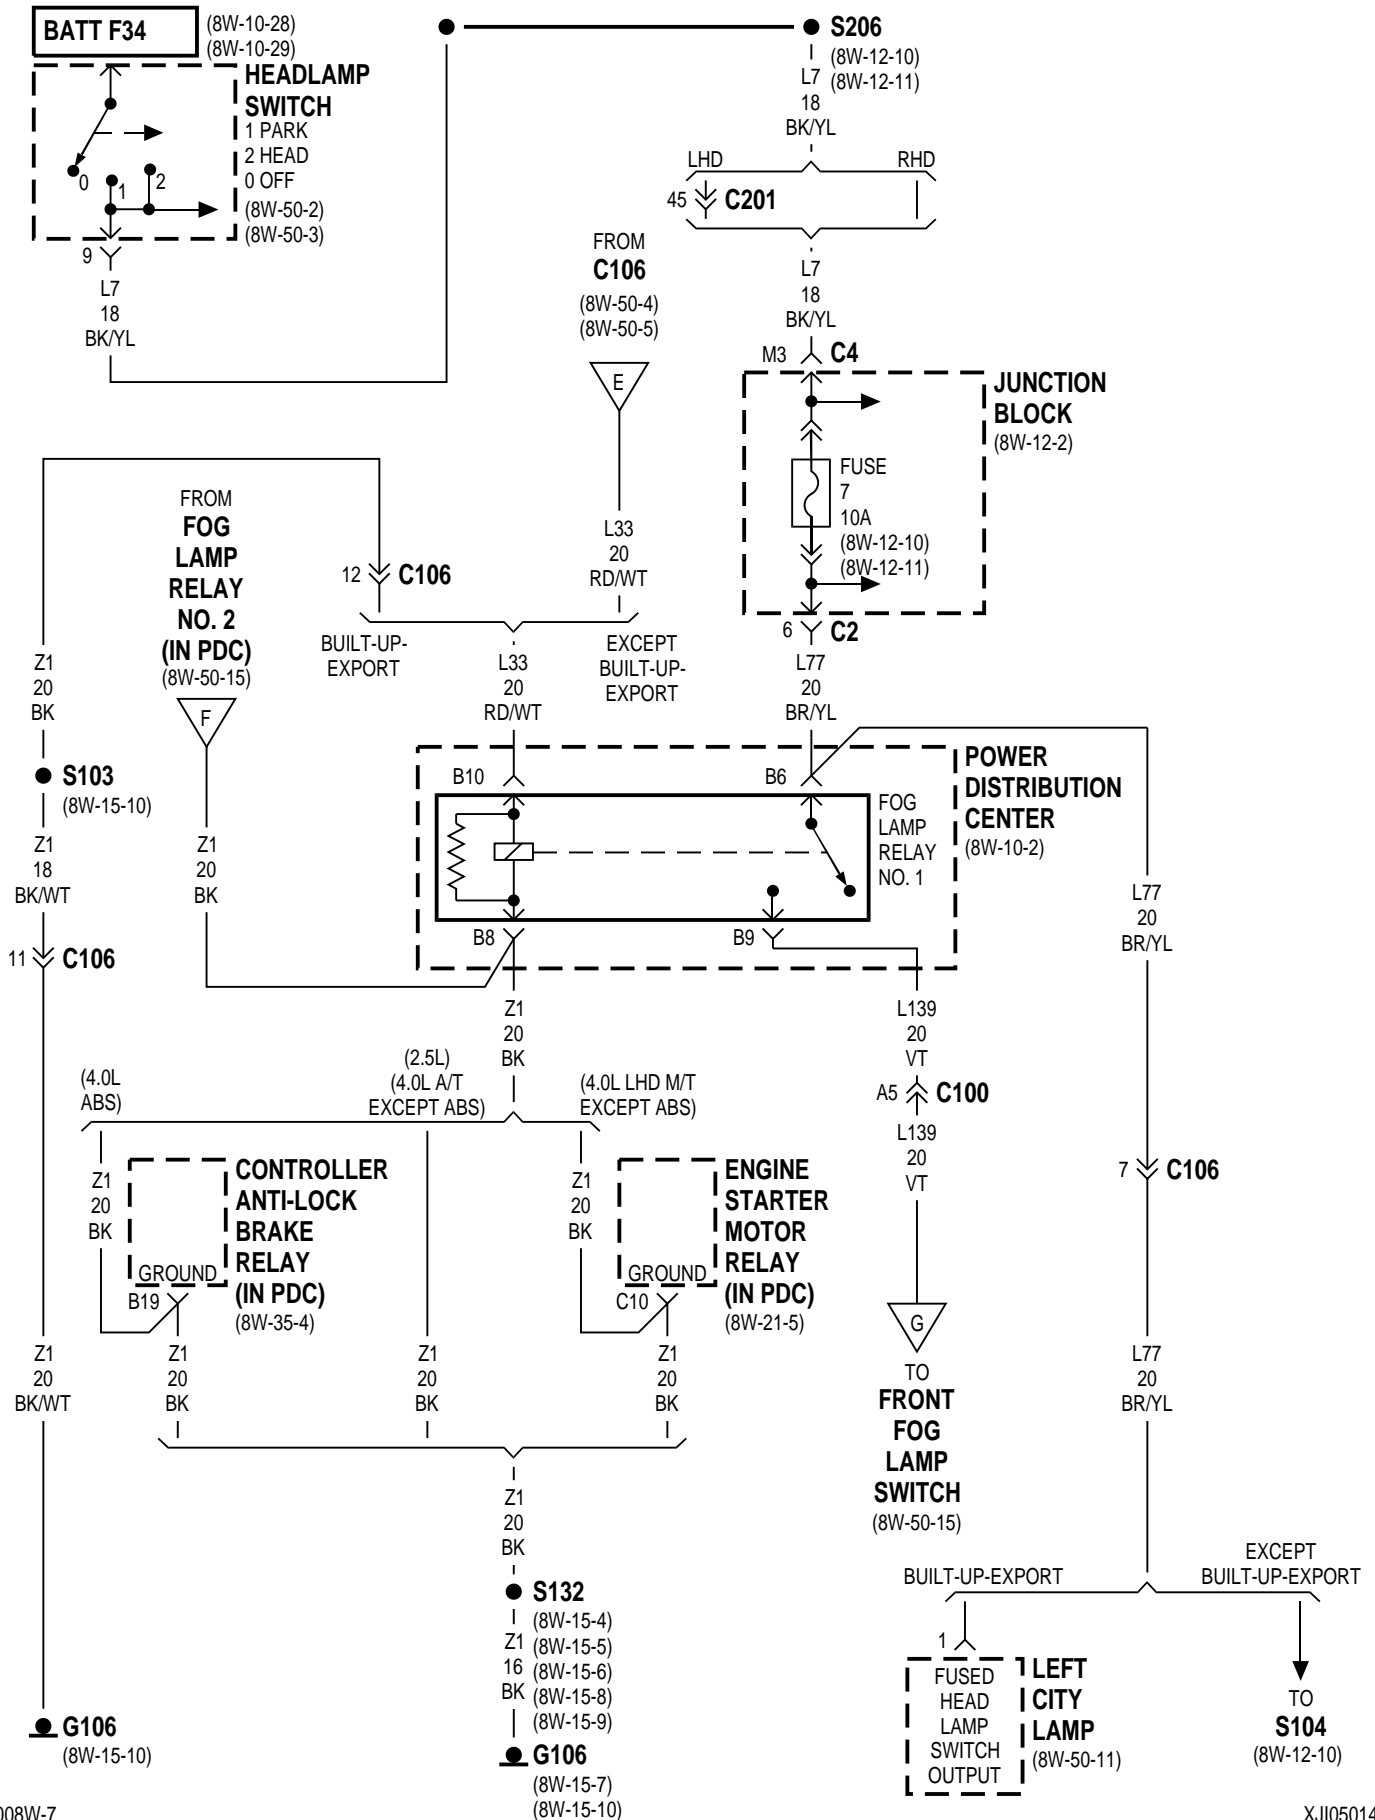 BATT F34
(8W-10-28)
(8W-10-29)
HEADLAMP
SWITCH
1 PARK
2 HEAD
0 OFF
(8W-50-2)
(8W-50-3)
0
1
2
9
L7
18
BK/YL
S206
(8W-12-10)
(8W-12-11)
L7
18
BK/YL
LHD
RHD
45
C201
L7
18
BK/YL
M3
C4
FROM
C106
(8W-50-4)
(8W-50-5)
E
L33
20
RD/WT
JUNCTION
BLOCK
(8W-12-2)
FUSE
7
10A
(8W-12-10)
(8W-12-11)
6
C2
L77
20
BR/YL
FROM
FOG
LAMP
RELAY
NO. 2
(IN PDC)
(8W-50-15)
F
12
C106
BUILT-UP-
EXPORT
EXCEPT
BUILT-UP-
EXPORT
L33
20
RD/WT
Z1
20
BK
S103
(8W-15-10)
Z1
18
BK/WT
11
C106
Z1
20
BK
B10
B6
FOG
LAMP
RELAY
NO. 1
POWER
DISTRIBUTION
CENTER
(8W-10-2)
B8
B9
L77
20
BR/YL
Z1
20
BK
L139
20
VT
A5
C100
L139
20
VT
7
C106
(4.0L
ABS)
(2.5L)
(4.0L A/T
EXCEPT ABS)
(4.0L LHD M/T
EXCEPT ABS)
Z1
20
BK
CONTROLLER
ANTI-LOCK
BRAKE
RELAY
(IN PDC)
(8W-35-4)
GROUND
B19
Z1
20
BK
ENGINE
STARTER
MOTOR
RELAY
(IN PDC)
(8W-21-5)
GROUND
C10
G
TO
FRONT
FOG
LAMP
SWITCH
(8W-50-15)
Z1
20
BK/WT
Z1
20
BK
Z1
20
BK
Z1
20
BK
L77
20
BR/YL
Z1
20
BK
S132
(8W-15-4)
(8W-15-5)
(8W-15-6)
(8W-15-8)
(8W-15-9)
Z1
16
BK
G106
(8W-15-7)
(8W-15-10)
G106
(8W-15-10)
BUILT-UP-EXPORT
EXCEPT
BUILT-UP-EXPORT
1
FUSED
HEAD
LAMP
SWITCH
OUTPUT
LEFT
CITY
LAMP
(8W-50-11)
TO
S104
(8W-12-10)
008W-7
XJI05014